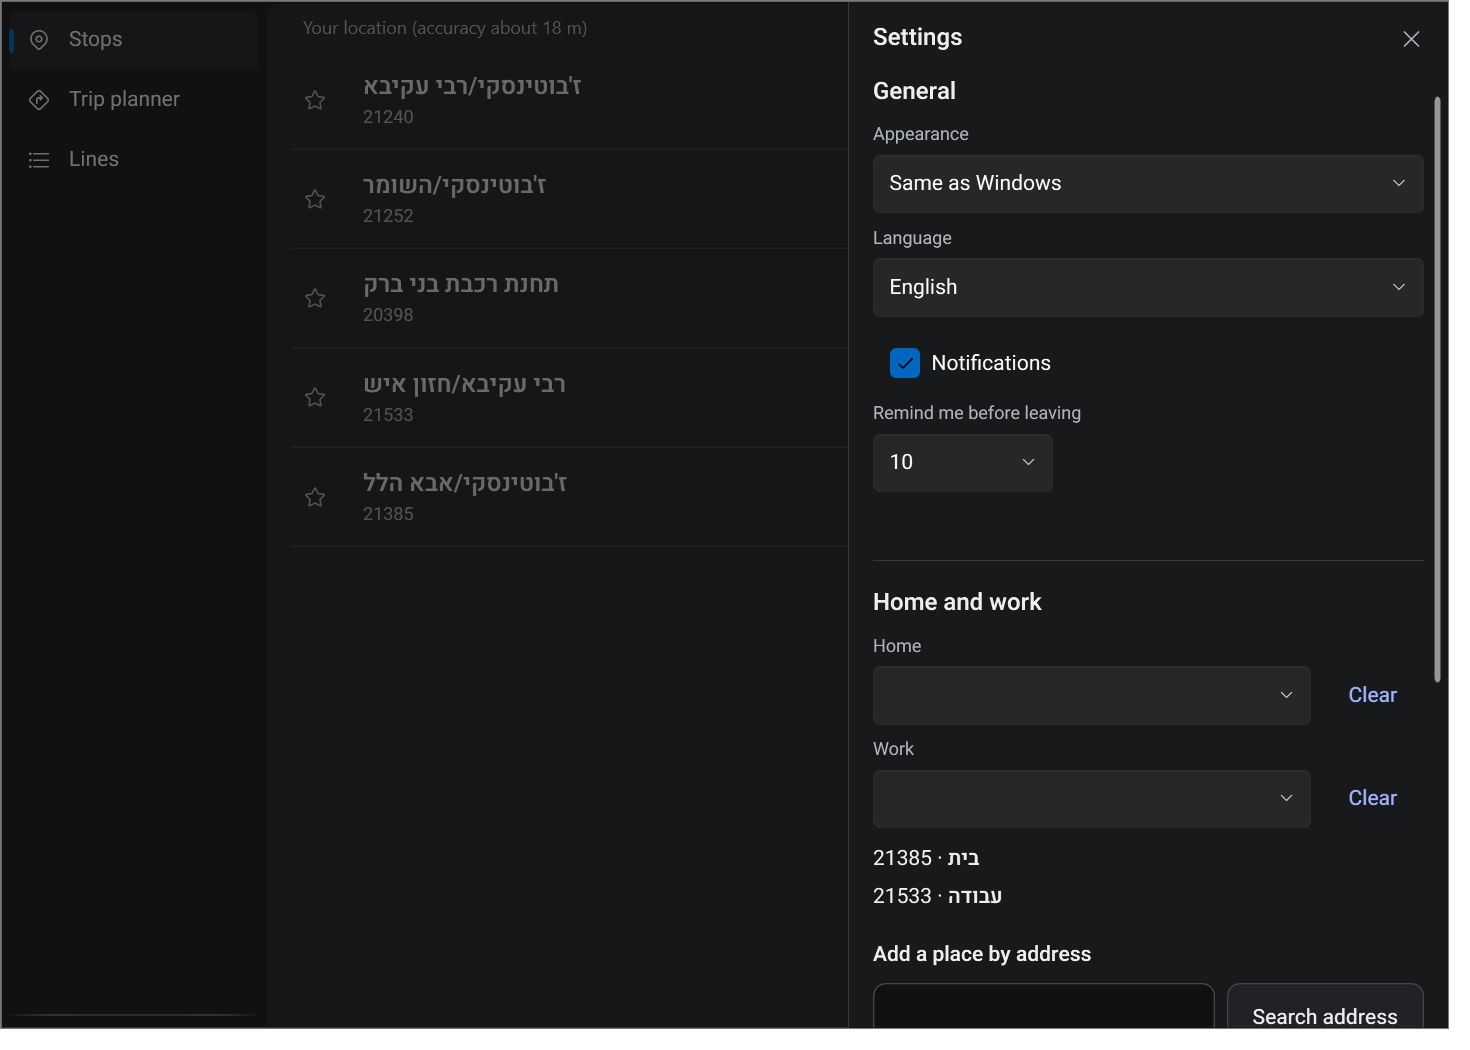 Stops
Trip planner
Lines
Your location (accuracy about 18 m)
ז'בוטינסקי/רבי עקיבא
21240
ז'בוטינסקי/השומר
21252
תחנת רכבת בני ברק
20398
רבי עקיבא/חזון איש
21533
ז'בוטינסקי/אבא הלל
21385
Settings
General
Appearance
Same as Windows
Language
English
Notifications
Remind me before leaving
10
Home and work
Home
Clear
Work
Clear
21385 · בית
21533 · עבודה
Add a place by address
Search address